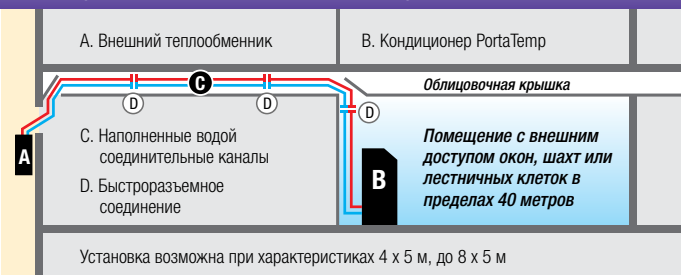 А. Внешний теплообменник
В. Кондиционер PortaTemp
C
Облицовочная крышка
D
D
D
A
C. Наполненные водой
соединительные каналы
D. Быстроразъемное
соединение
B
Помещение с внешним
доступом окон, шахт или
лестничных клеток в
пределах 40 метров
Установка возможна при характеристиках 4 x 5 м, до 8 x 5 м